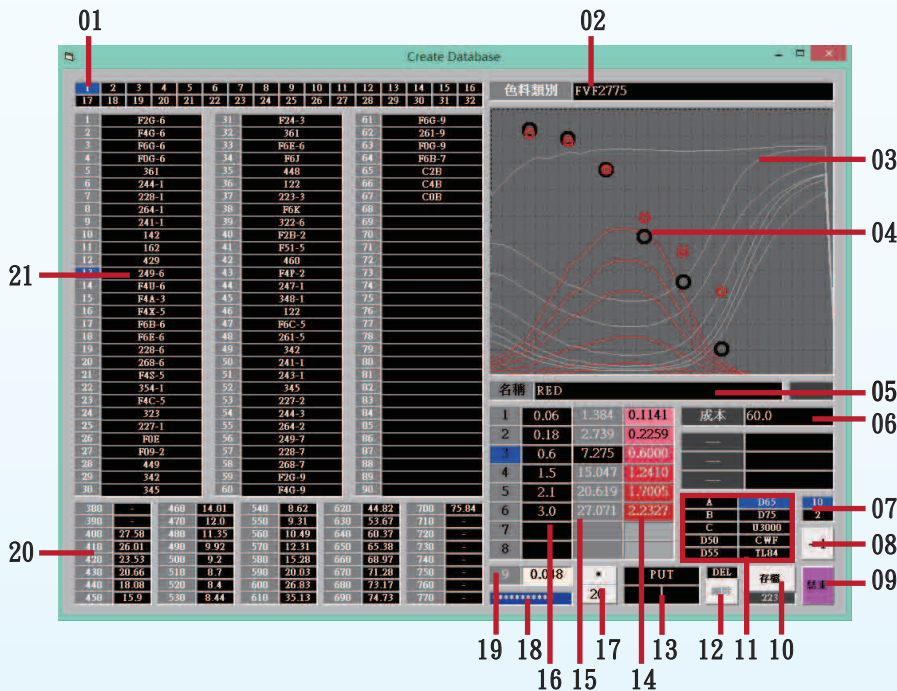 01 02
Create Database
1 2 3 4 5 6 7 8 9 10 11 12 13 14 15 16
17 18 19 20 21 22 23 24 25 26 27 28 29 30 31 32
色料類別 FVF2775
1 F2G-6 31 F24-3 61 F6G-9
2 F4G-6 32 361 62 261-9
3 F6G-6 33 F6E-6 63 F0G-9
4 F0G-6 34 F6J 64 F6B-7
5 361 35 448 65 C2B
6 244-1 36 122 66 C4B
7 228-1 37 223-3 67 C0B
8 264-1 38 F6K 68
9 241-1 39 322-6 69
10 142 40 F2B-2 70
11 162 41 F51-5 71
12 429 42 460 72
13 249-6 43 F4P-2 73
14 F4U-6 44 247-1 74
15 F4A-3 45 348-1 75
16 F4X-5 46 122 76
17 F6B-6 47 F6C-5 77
18 F6E-6 48 261-5 78
19 228-6 49 342 79
20 268-6 50 241-1 80
21 F4S-5 51 243-1 81
22 354-1 52 345 82
23 F4C-5 53 227-2 83
24 323 54 244-3 84
25 227-1 55 264-2 85
26 F0E 56 249-7 86
27 F09-2 57 228-7 87
28 449 58 268-7 88
29 342 59 F2G-9 89
30 345 60 F4G-9 90
03
04
21
名稱 RED
05
1 0.06 1.384 0.1141
2 0.18 2.739 0.2259
3 0.6 7.275 0.6000
4 1.5 15.047 1.2410
5 2.1 20.619 1.7005
6 3.0 27.071 2.2327
7
8
9 0.038
成本 60.0
06
A D65
B D75
C U3000
D50 CWF
D55 TL84
10
2
07
08
380 - 460 14.01 540 8.62 620 44.82 700 75.84
390 - 470 12.0 550 9.31 630 53.67 710 -
400 27.58 480 11.35 560 10.49 640 60.37 720 -
410 26.01 490 9.92 570 12.31 650 65.38 730 -
420 23.53 500 9.2 580 15.28 660 68.97 740 -
430 20.66 510 8.7 590 20.03 670 71.28 750 -
440 18.08 520 8.4 600 26.83 680 73.17 760 -
450 15.9 530 8.44 610 35.13 690 74.73 770 -
20
**********
*
20
PUT
1
DEL
存檔
223
結束
09
19 18 17 13 12 11 10
16 15 14